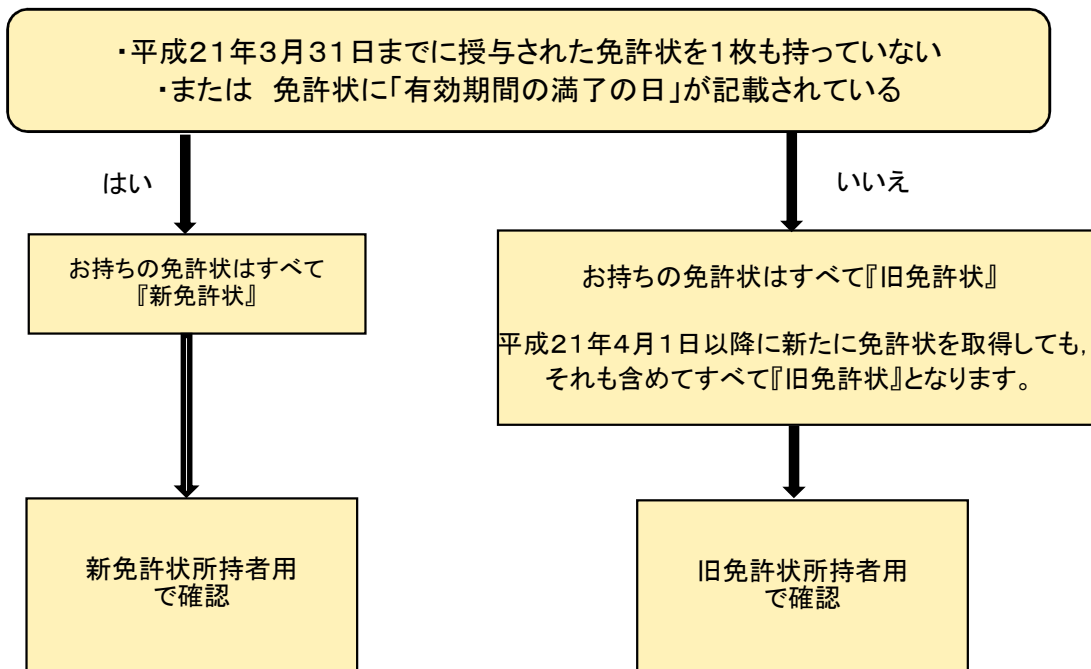 ・平成21年3月31日までに授与された免許状を1枚も持っていない
・または　免許状に「有効期間の満了の日」が記載されている
はい
いいえ
お持ちの免許状はすべて
『新免許状』
お持ちの免許状はすべて『旧免許状』
平成21年4月1日以降に新たに免許状を取得しても,
それも含めてすべて『旧免許状』となります。
新免許状所持者用
で確認
旧免許状所持者用
で確認